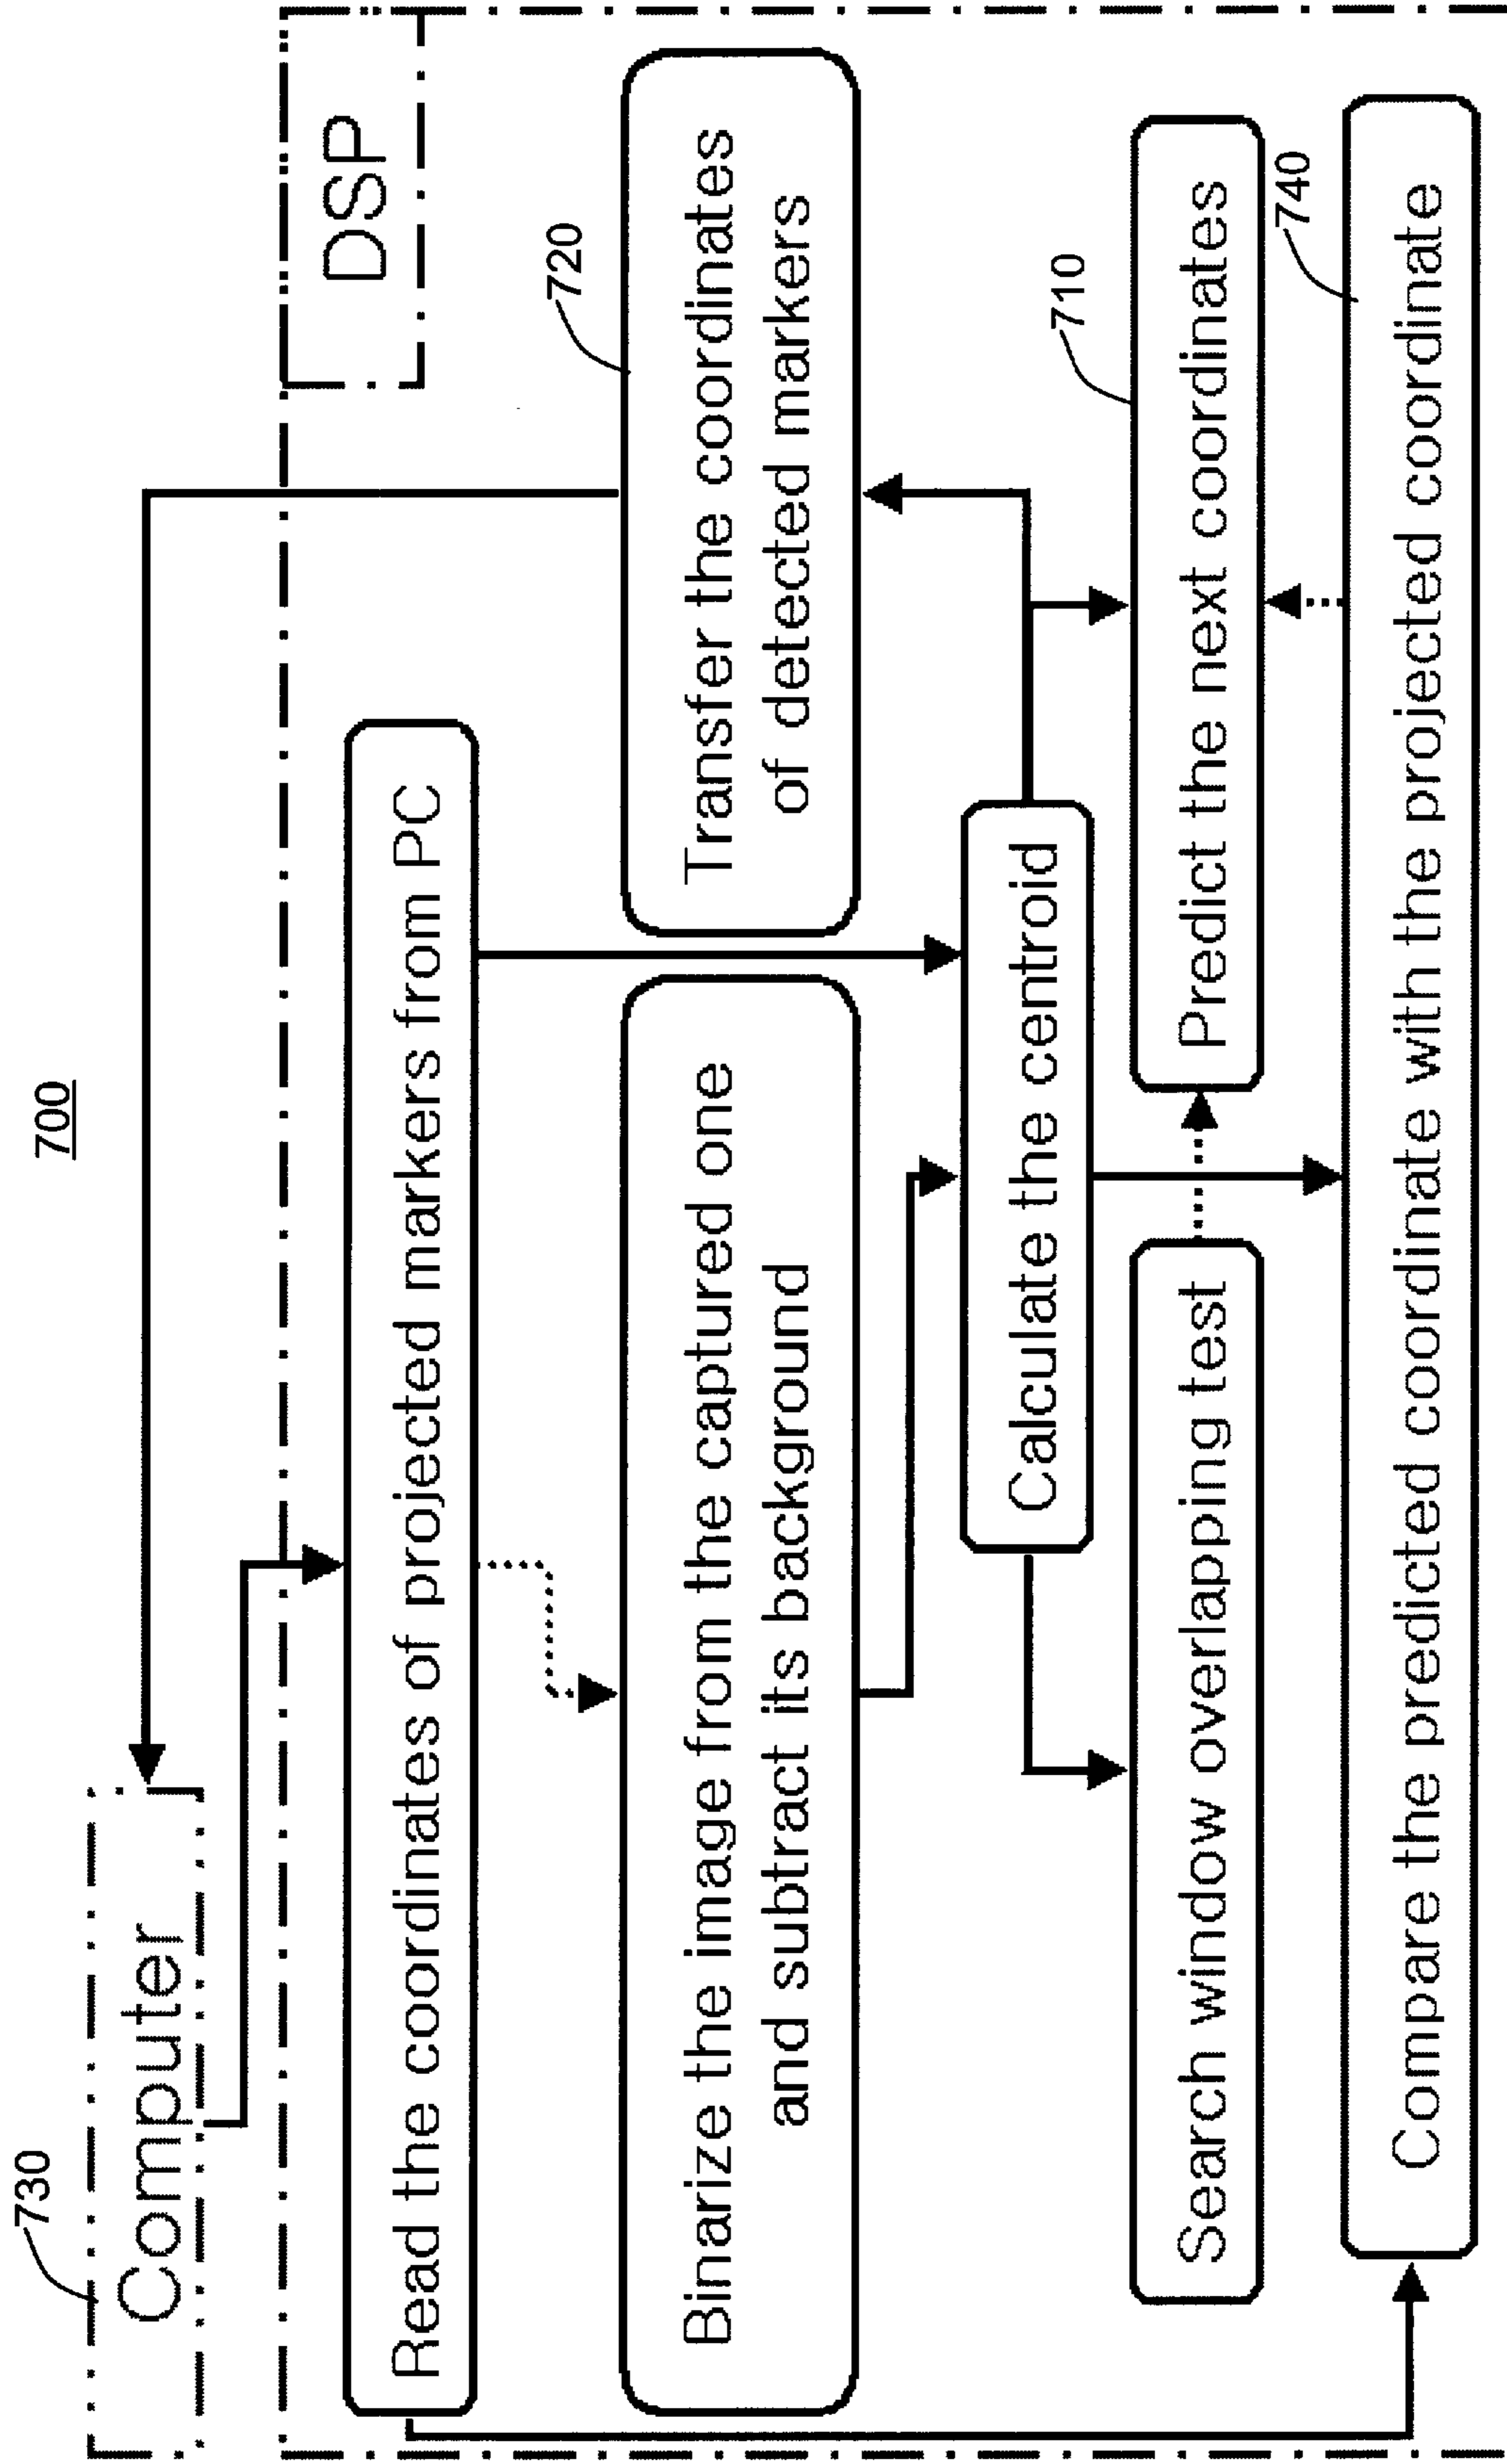 700
730
Computer
DSP
Read the coordinates of projected markers from PC
720
Binarize the image from the captured one
and subtract its background
Transfer the coordinates
of detected markers
Calculate the centroid
710
Search window overlapping test
Predict the next coordinates
740
Compare the predicted coordinate with the projected coordinate